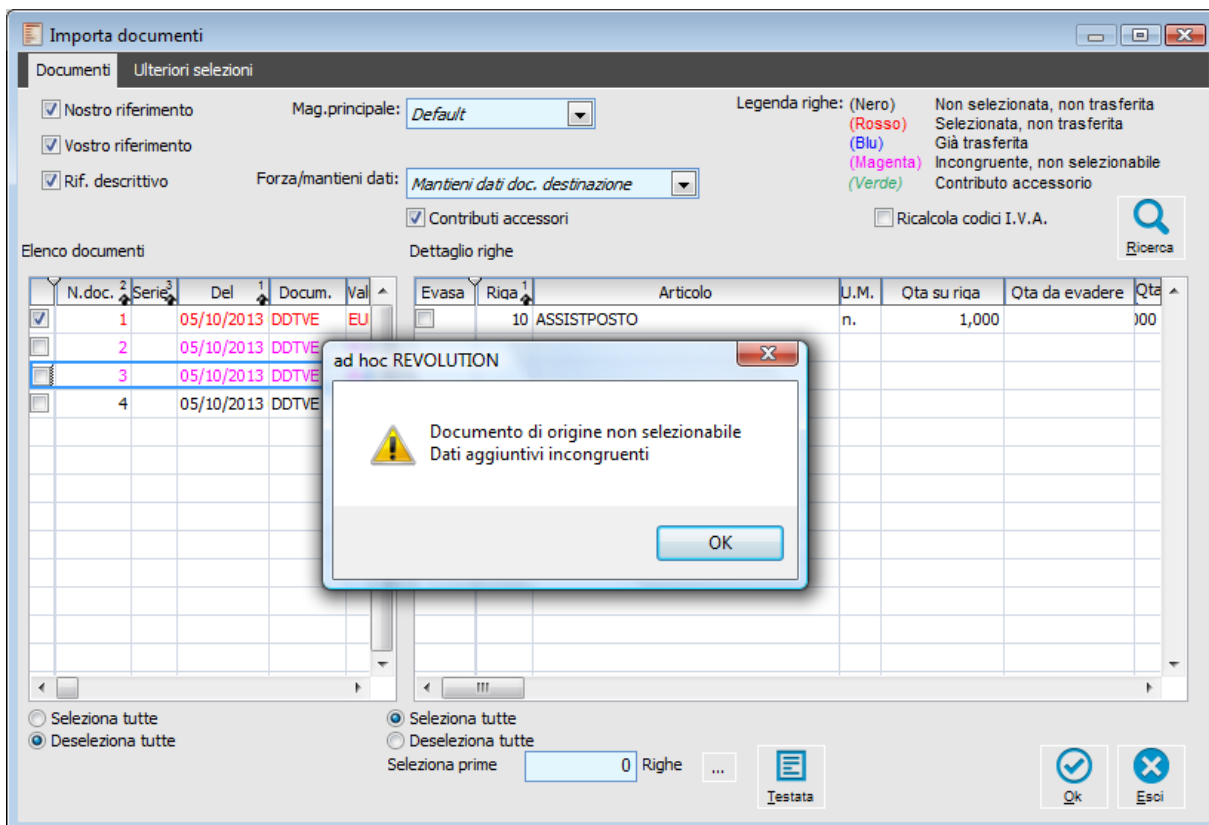 Importa documenti
Documenti Ulteriori selezioni
Nostro riferimento Mag.principale: Default Legenda righe: (Nero) Non selezionata, non trasferita
(Rosso) Selezionata, non trasferita
Vostro riferimento (Blu) Già trasferita
(Magenta) Incongruente, non selezionabile
Rif. descrittivo Forza/mantieni dati: Mantieni dati doc. destinazione (Verde) Contributo accessorio
Contributi accessori Ricalcola codici I.V.A.
Ricerca
Elenco documenti Dettaglio righe
N.doc. 2 Serie 3 Del 1 Docum. Val Evasa Riga 1 Articolo U.M. Qta su riga Qta da evadere Qta
1 05/10/2013 DDTVE EU 10 ASSISTPOSTO n. 1,000 000
2 05/10/2013 DDTVE
3 05/10/2013 DDTVE
4 05/10/2013 DDTVE
ad hoc REVOLUTION
Documento di origine non selezionabile
Dati aggiuntivi incongruenti
OK
Seleziona tutte Seleziona tutte
Deseleziona tutte Deseleziona tutte
Seleziona prime 0 Righe ...
Testata Ok Esci